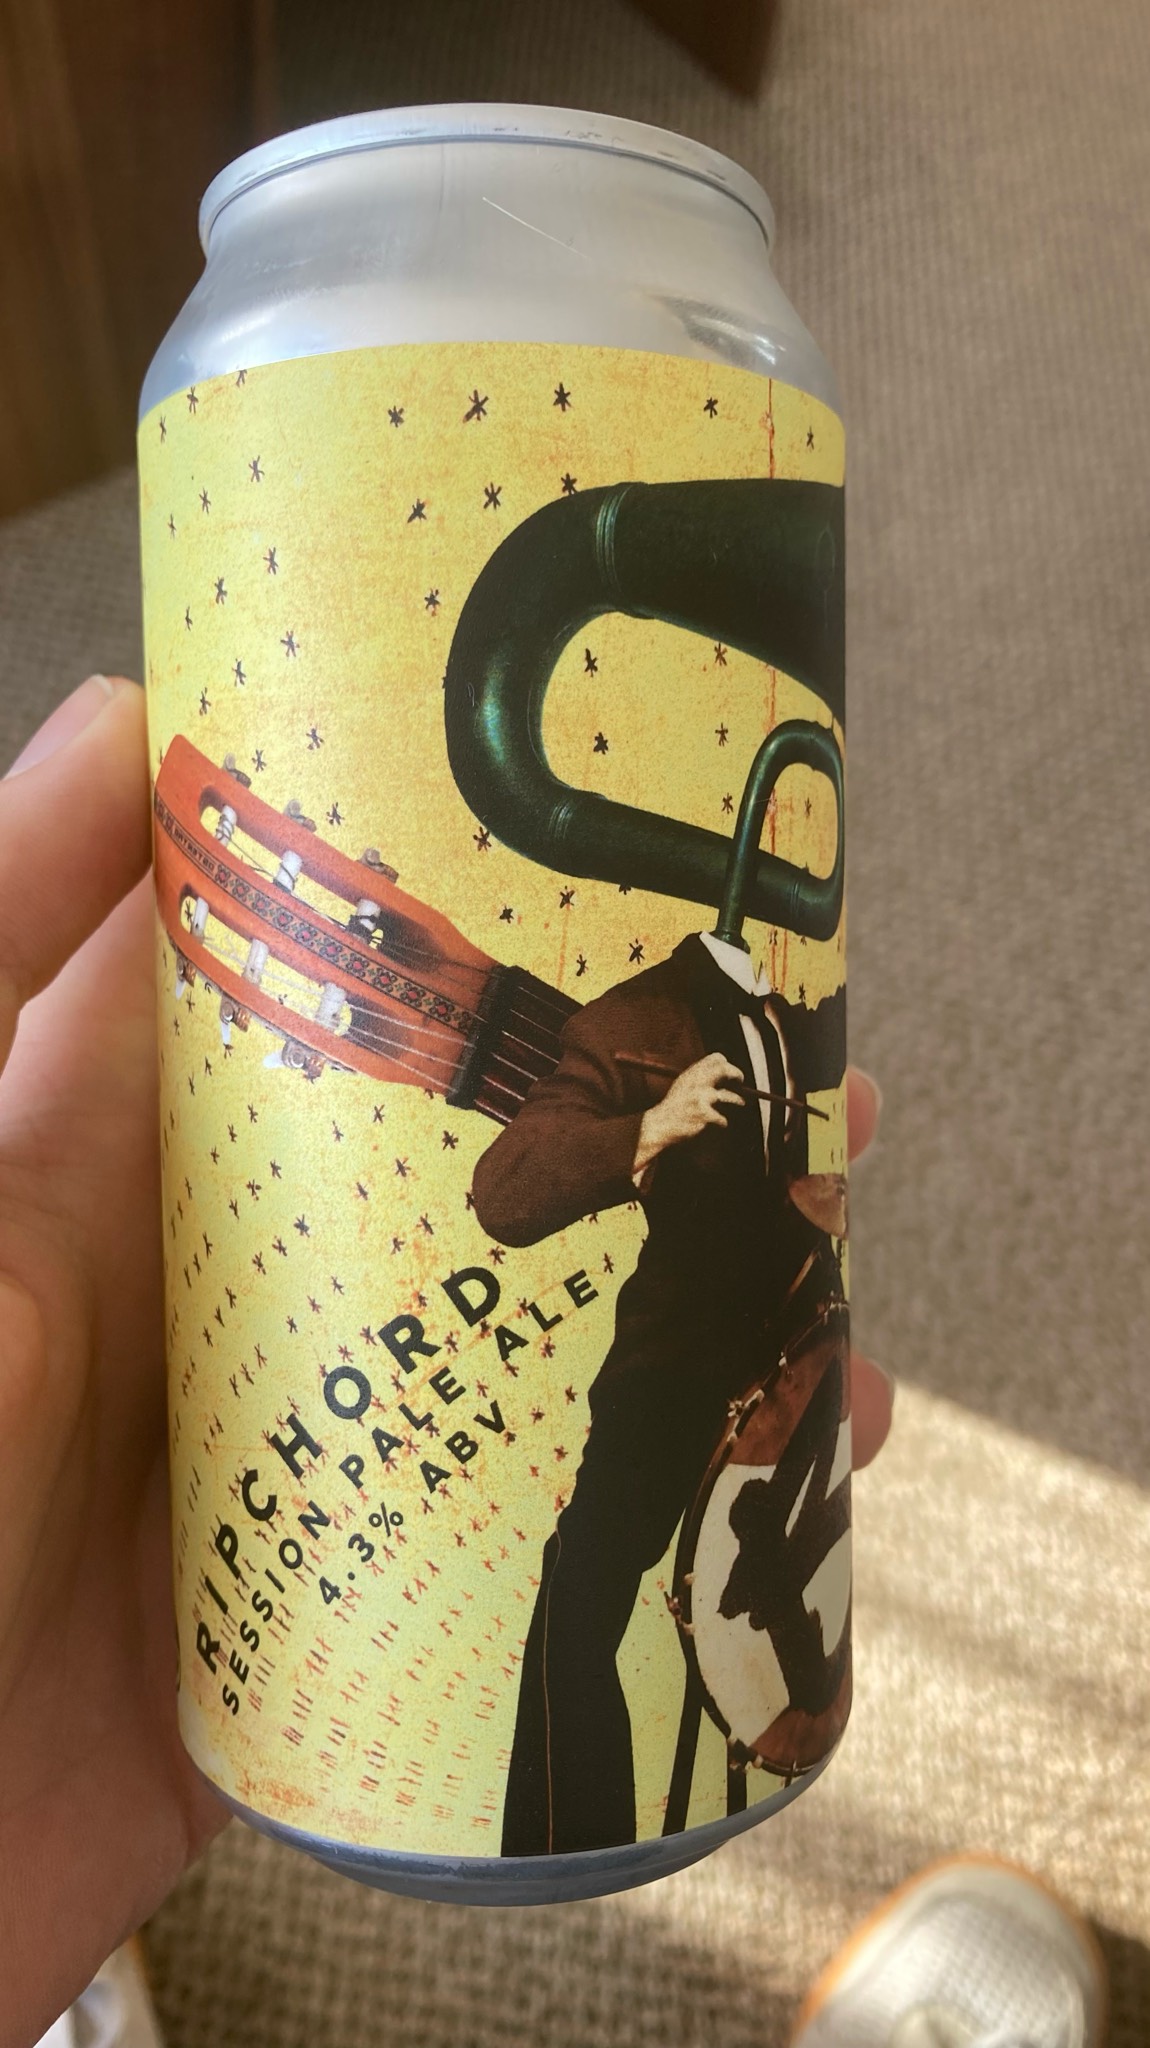 RIPCHORD
SESSION PALE ALE
4.3% ABV